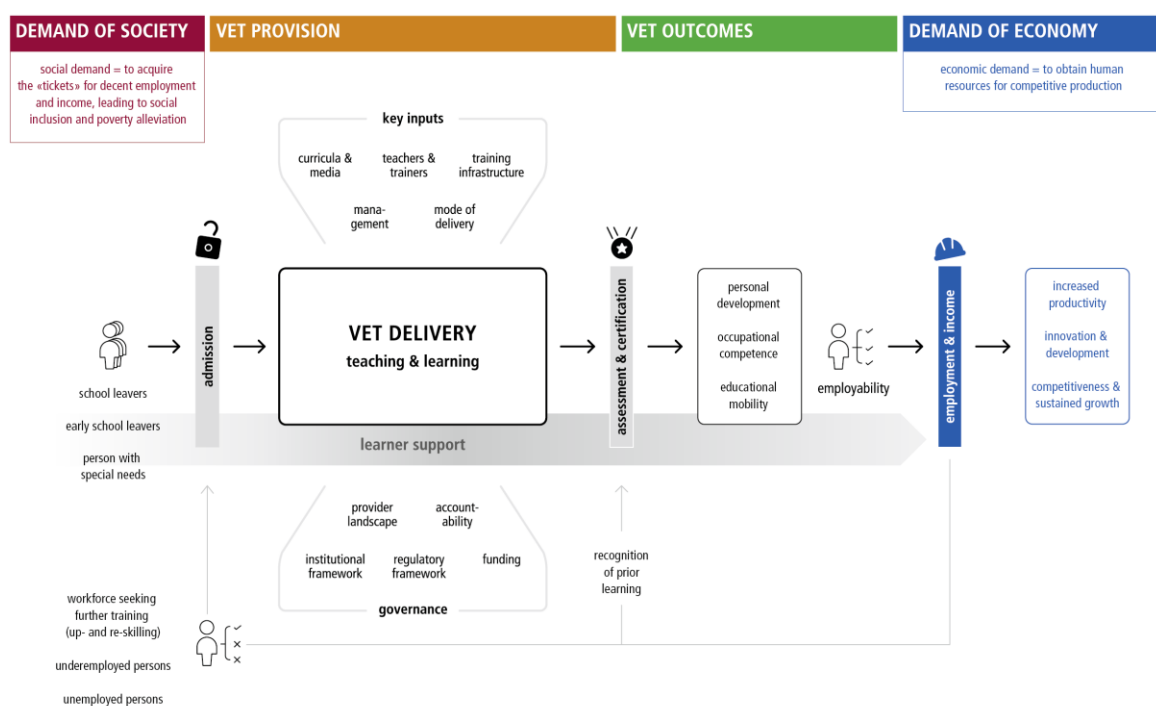 DEMAND OF SOCIETY
VET PROVISION
VET OUTCOMES
DEMAND OF ECONOMY
social demand = to acquire
the «tickets» for decent employment
and income, leading to social
inclusion and poverty alleviation
economic demand = to obtain human
resources for competitive production
key inputs
curricula &
media
teachers &
trainers
training
infrastructure
mana-
gement
mode of
delivery
school leavers
early school leavers
person with
special needs
admission
VET DELIVERY
teaching & learning
learner support
assessment & certification
personal
development
occupational
competence
educational
mobility
employability
employment & income
increased
productivity
innovation &
development
competitiveness &
sustained growth
provider
landscape
account-
ability
institutional
framework
regulatory
framework
funding
governance
recognition
of prior
learning
workforce seeking
further training
(up- and re-skilling)
underemployed persons
unemployed persons